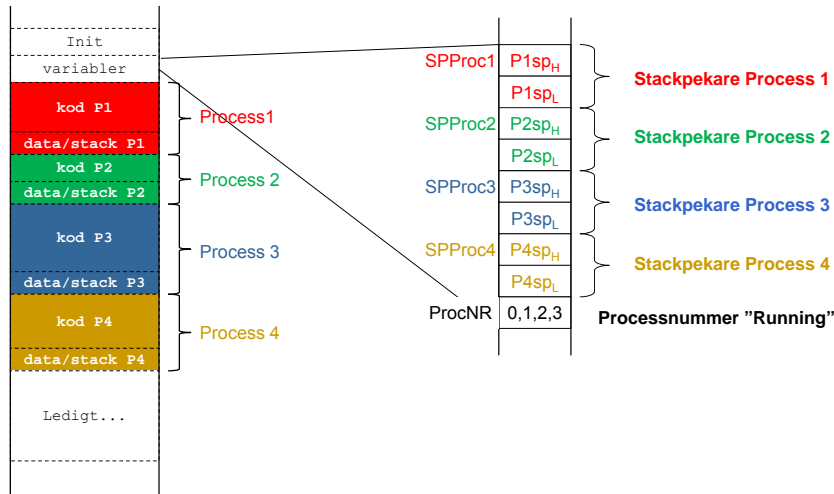 Init
variabler
kod P1
data/stack P1
kod P2
data/stack P2
kod P3
data/stack P3
kod P4
data/stack P4
Ledigt...
Process1
Process 2
Process 3
Process 4
SPProc1 P1spH
P1spL
SPProc2 P2spH
P2spL
SPProc3 P3spH
P3spL
SPProc4 P4spH
P4spL
ProcNR 0,1,2,3
Stackpekare Process 1
Stackpekare Process 2
Stackpekare Process 3
Stackpekare Process 4
Processnummer ”Running”